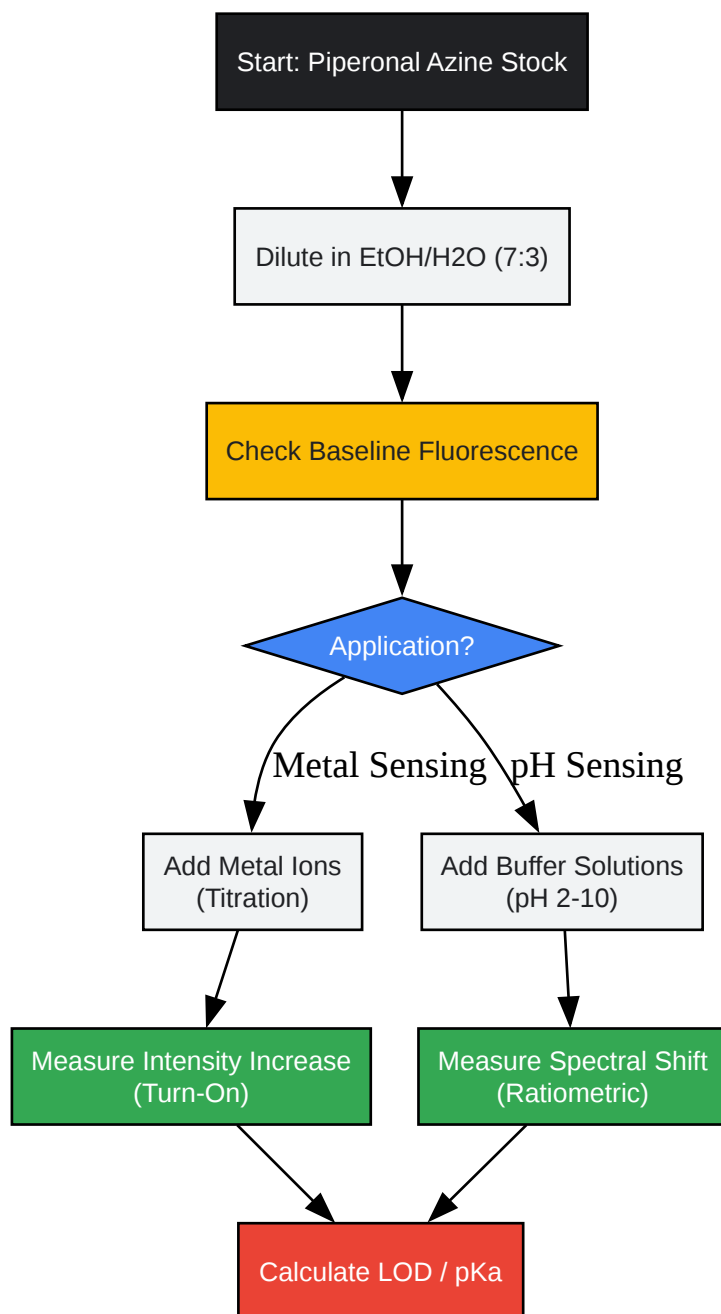 Start: Piperonal Azine Stock
Dilute in EtOH/H2O (7:3)
Check Baseline Fluorescence
Application?
Metal Sensing
pH Sensing
Add Metal Ions
(Titration)
Add Buffer Solutions
(pH 2-10)
Measure Intensity Increase
(Turn-On)
Measure Spectral Shift
(Ratiometric)
Calculate LOD / pKa